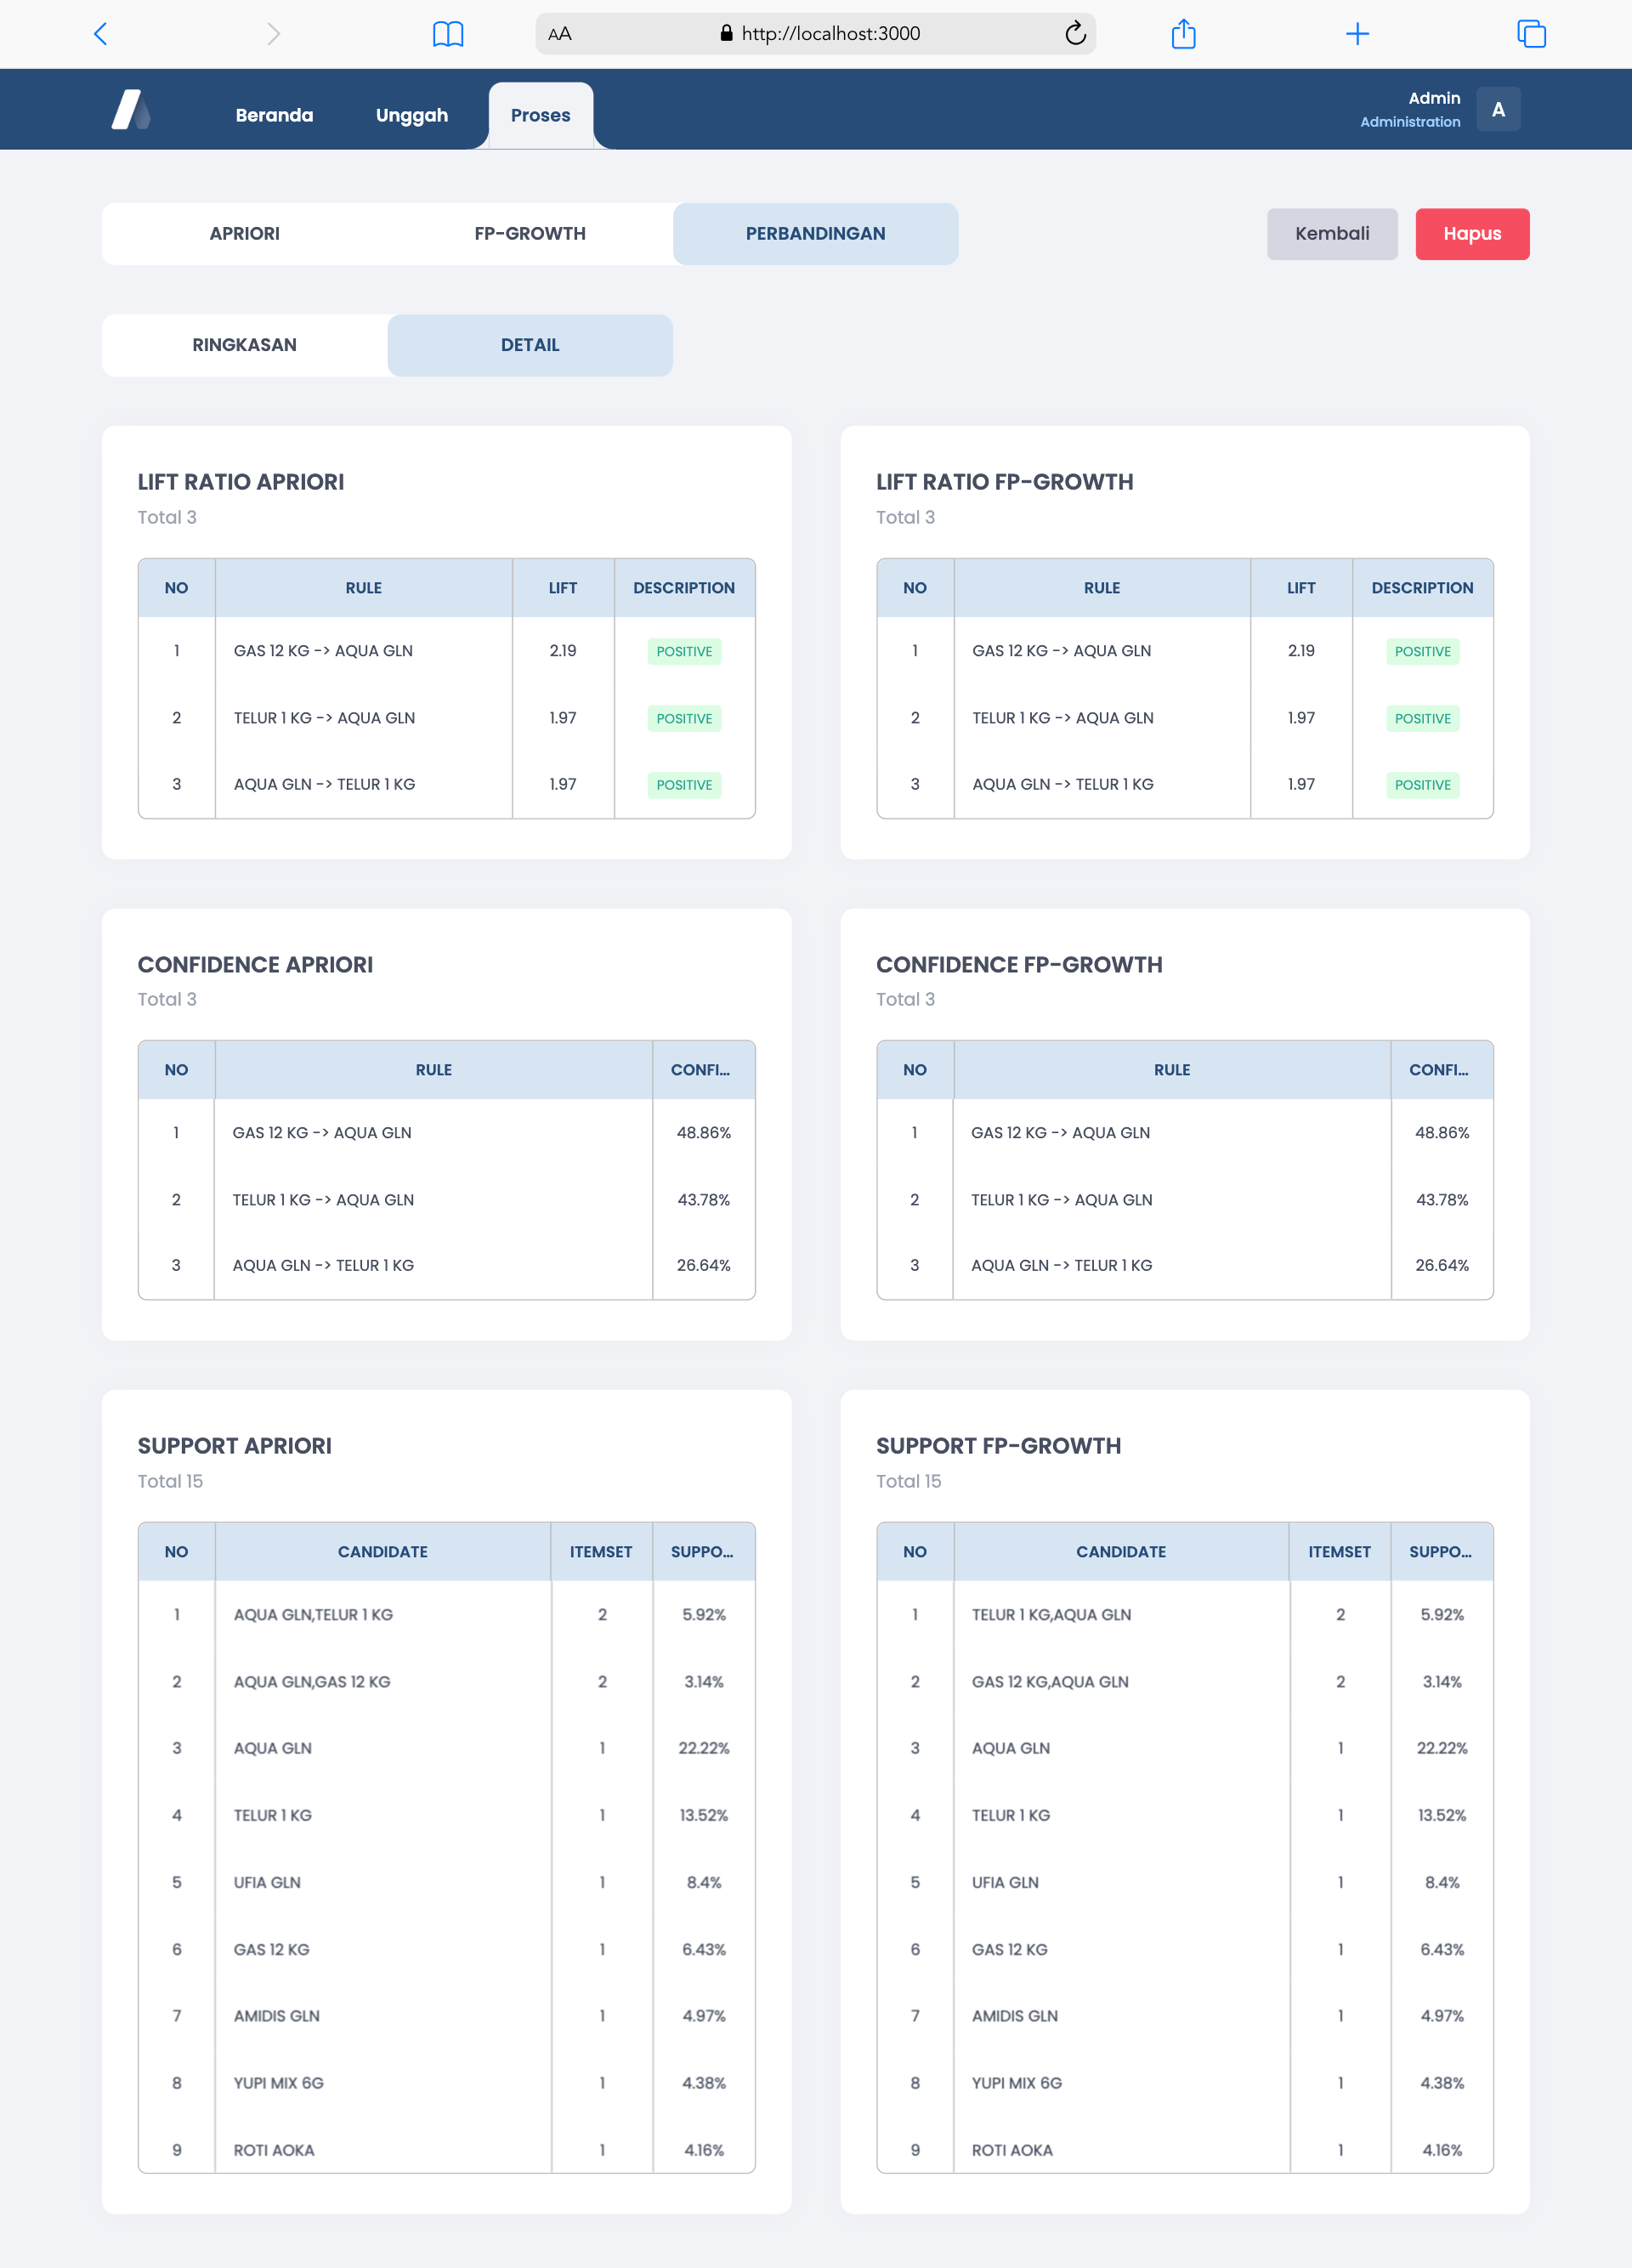 AA http://localhost:3000
Beranda Unggah Proses Admin A
Administration
APRIORI FP-GROWTH PERBANDINGAN Kembali Hapus
RINGKASAN DETAIL
LIFT RATIO APRIORI
Total 3
NO RULE LIFT DESCRIPTION
1 GAS 12 KG -> AQUA GLN 2.19 POSITIVE
2 TELUR 1 KG -> AQUA GLN 1.97 POSITIVE
3 AQUA GLN -> TELUR 1 KG 1.97 POSITIVE
LIFT RATIO FP-GROWTH
Total 3
NO RULE LIFT DESCRIPTION
1 GAS 12 KG -> AQUA GLN 2.19 POSITIVE
2 TELUR 1 KG -> AQUA GLN 1.97 POSITIVE
3 AQUA GLN -> TELUR 1 KG 1.97 POSITIVE
CONFIDENCE APRIORI
Total 3
NO RULE CONFI...
1 GAS 12 KG -> AQUA GLN 48.86%
2 TELUR 1 KG -> AQUA GLN 43.78%
3 AQUA GLN -> TELUR 1 KG 26.64%
CONFIDENCE FP-GROWTH
Total 3
NO RULE CONFI...
1 GAS 12 KG -> AQUA GLN 48.86%
2 TELUR 1 KG -> AQUA GLN 43.78%
3 AQUA GLN -> TELUR 1 KG 26.64%
SUPPORT APRIORI
Total 15
NO CANDIDATE ITEMSET SUPPO...
1 AQUA GLN,TELUR 1 KG 2 5.92%
2 AQUA GLN,GAS 12 KG 2 3.14%
3 AQUA GLN 1 22.22%
4 TELUR 1 KG 1 13.52%
5 UFIA GLN 1 8.4%
6 GAS 12 KG 1 6.43%
7 AMIDIS GLN 1 4.97%
8 YUPI MIX 6G 1 4.38%
9 ROTI AOKA 1 4.16%
SUPPORT FP-GROWTH
Total 15
NO CANDIDATE ITEMSET SUPPO...
1 TELUR 1 KG,AQUA GLN 2 5.92%
2 GAS 12 KG,AQUA GLN 2 3.14%
3 AQUA GLN 1 22.22%
4 TELUR 1 KG 1 13.52%
5 UFIA GLN 1 8.4%
6 GAS 12 KG 1 6.43%
7 AMIDIS GLN 1 4.97%
8 YUPI MIX 6G 1 4.38%
9 ROTI AOKA 1 4.16%